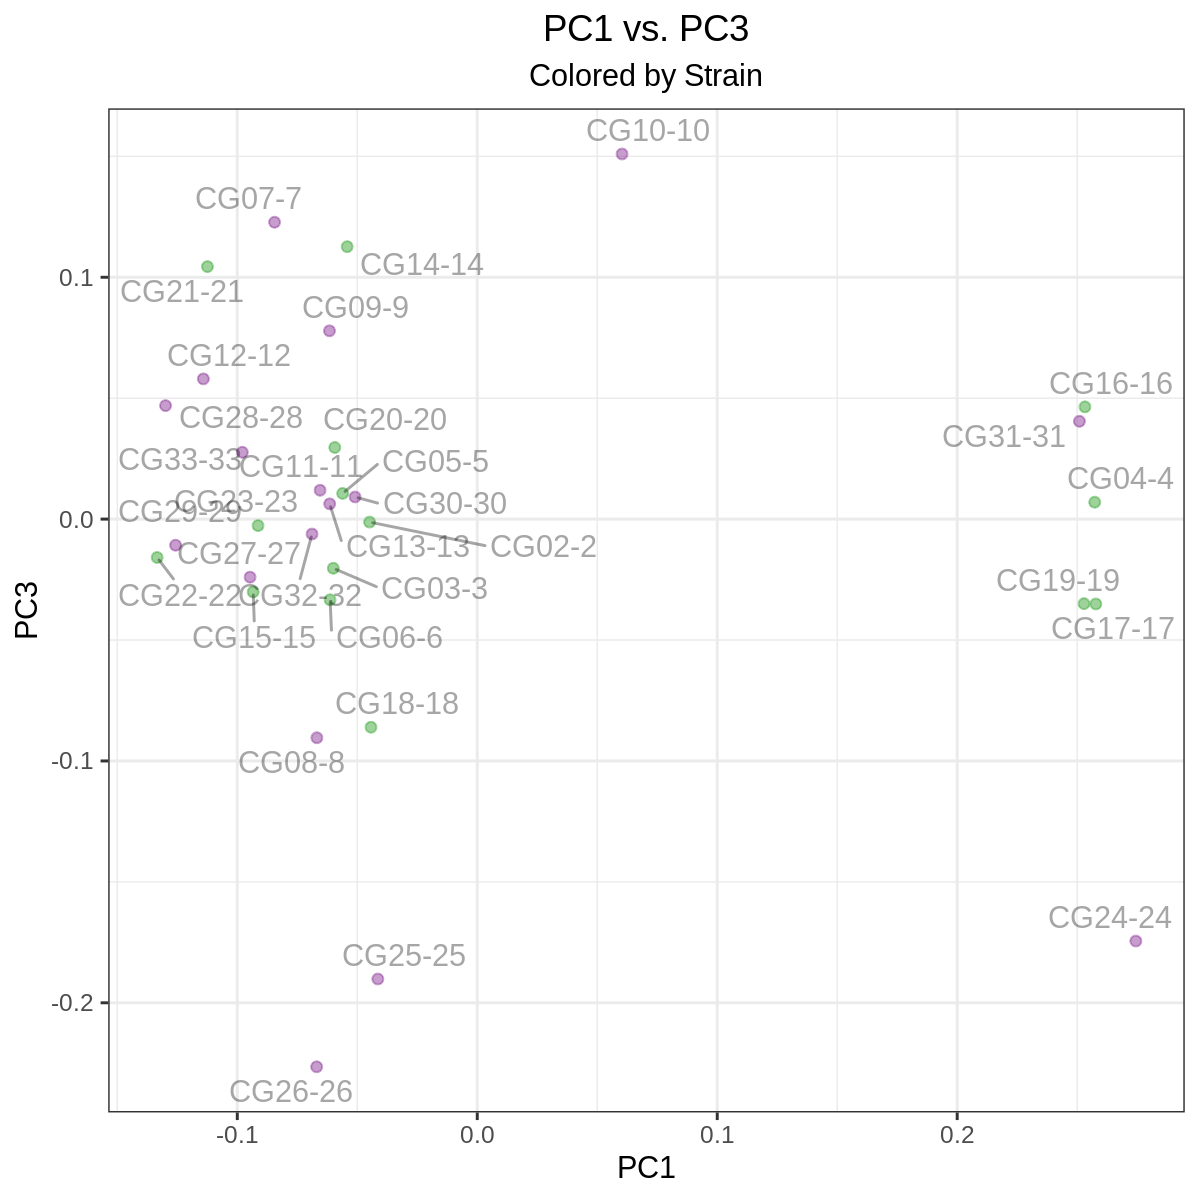 PC1 vs. PC3
Colored by Strain
CG10-10
CG07-7
CG14-14
0.1
CG21-21
CG09-9
CG12-12
CG16-16
CG28-28
CG20-20
CG31-31
CG33-33
CG11-11
CG05-5
CG04-4
CG23-23
CG30-30
CG29-29
0.0
CG27-27
CG13-13
CG02-2
CG19-19
CG22-22
CG32-32
CG03-3
PC3
CG17-17
CG15-15
CG06-6
CG18-18
-0.1
CG08-8
CG24-24
CG25-25
-0.2
CG26-26
-0.1
0.0
0.1
0.2
PC1